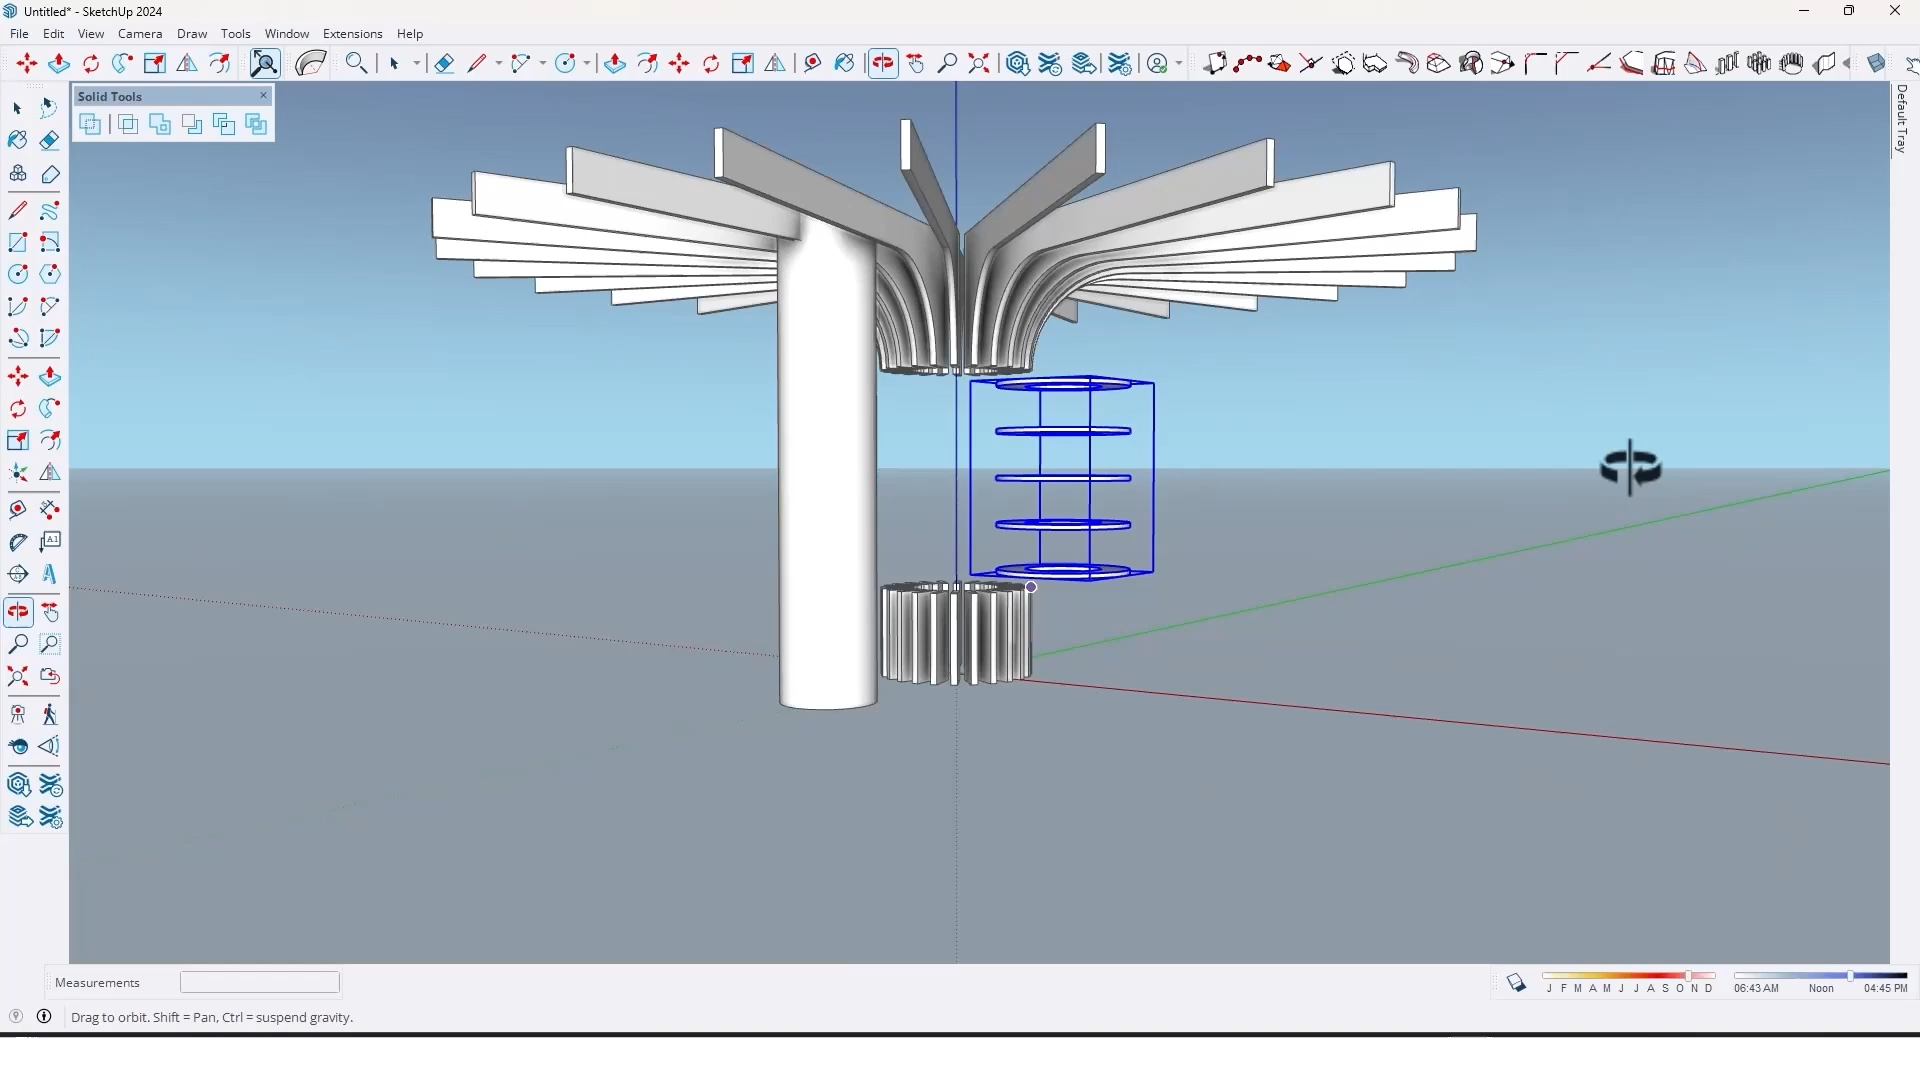 Untitled* - SketchUp 2024
File Edit View Camera Draw Tools Window Extensions Help
Solid Tools
Default Tray
A1
Measurements
J F M A M J J A S O N D
06:43 AM Noon 04:45 PM
Drag to orbit. Shift = Pan, Ctrl = suspend gravity.